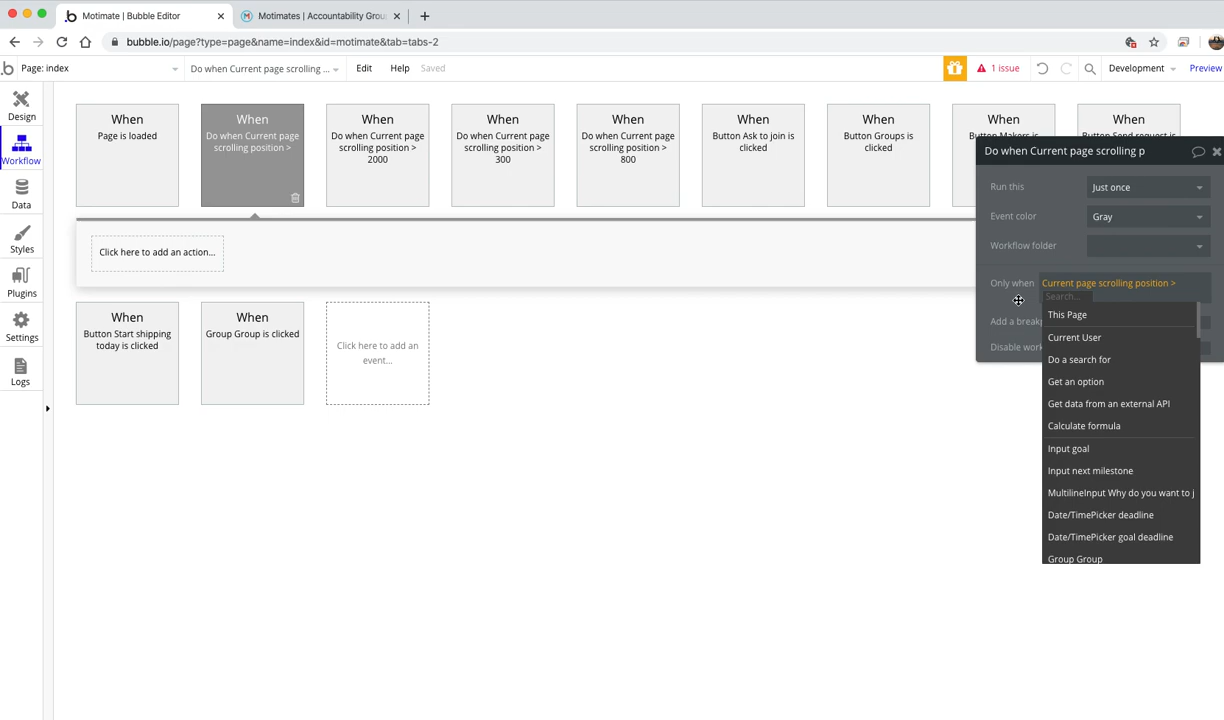 Motimate | Bubble Editor
Motimates | Accountability Grou
bubble.io/page?type=page&name=index&id=motimate&tab=tabs-2
Page: index
Do when Current page scrolling ...
Edit
Help
Saved
1 issue
Development
Preview
Design
Workflow
Data
Styles
Plugins
Settings
Logs
When
Page is loaded
When
Do when Current page
scrolling position >
When
Do when Current page
scrolling position >
2000
When
Do when Current page
scrolling position >
300
When
Do when Current page
scrolling position >
800
When
Button Ask to join is
clicked
When
Button Groups is
clicked
When
Button Makers is
When
Button Send request is
Click here to add an action...
When
Button Start shipping
today is clicked
When
Group Group is clicked
Click here to add an
event...
Do when Current page scrolling p
Run this
Just once
Event color
Gray
Workflow folder
Only when
Current page scrolling position >
Search...
Add a break
Disable work
This Page
Current User
Do a search for
Get an option
Get data from an external API
Calculate formula
Input goal
Input next milestone
MultilineInput Why do you want to j
Date/TimePicker deadline
Date/TimePicker goal deadline
Group Group